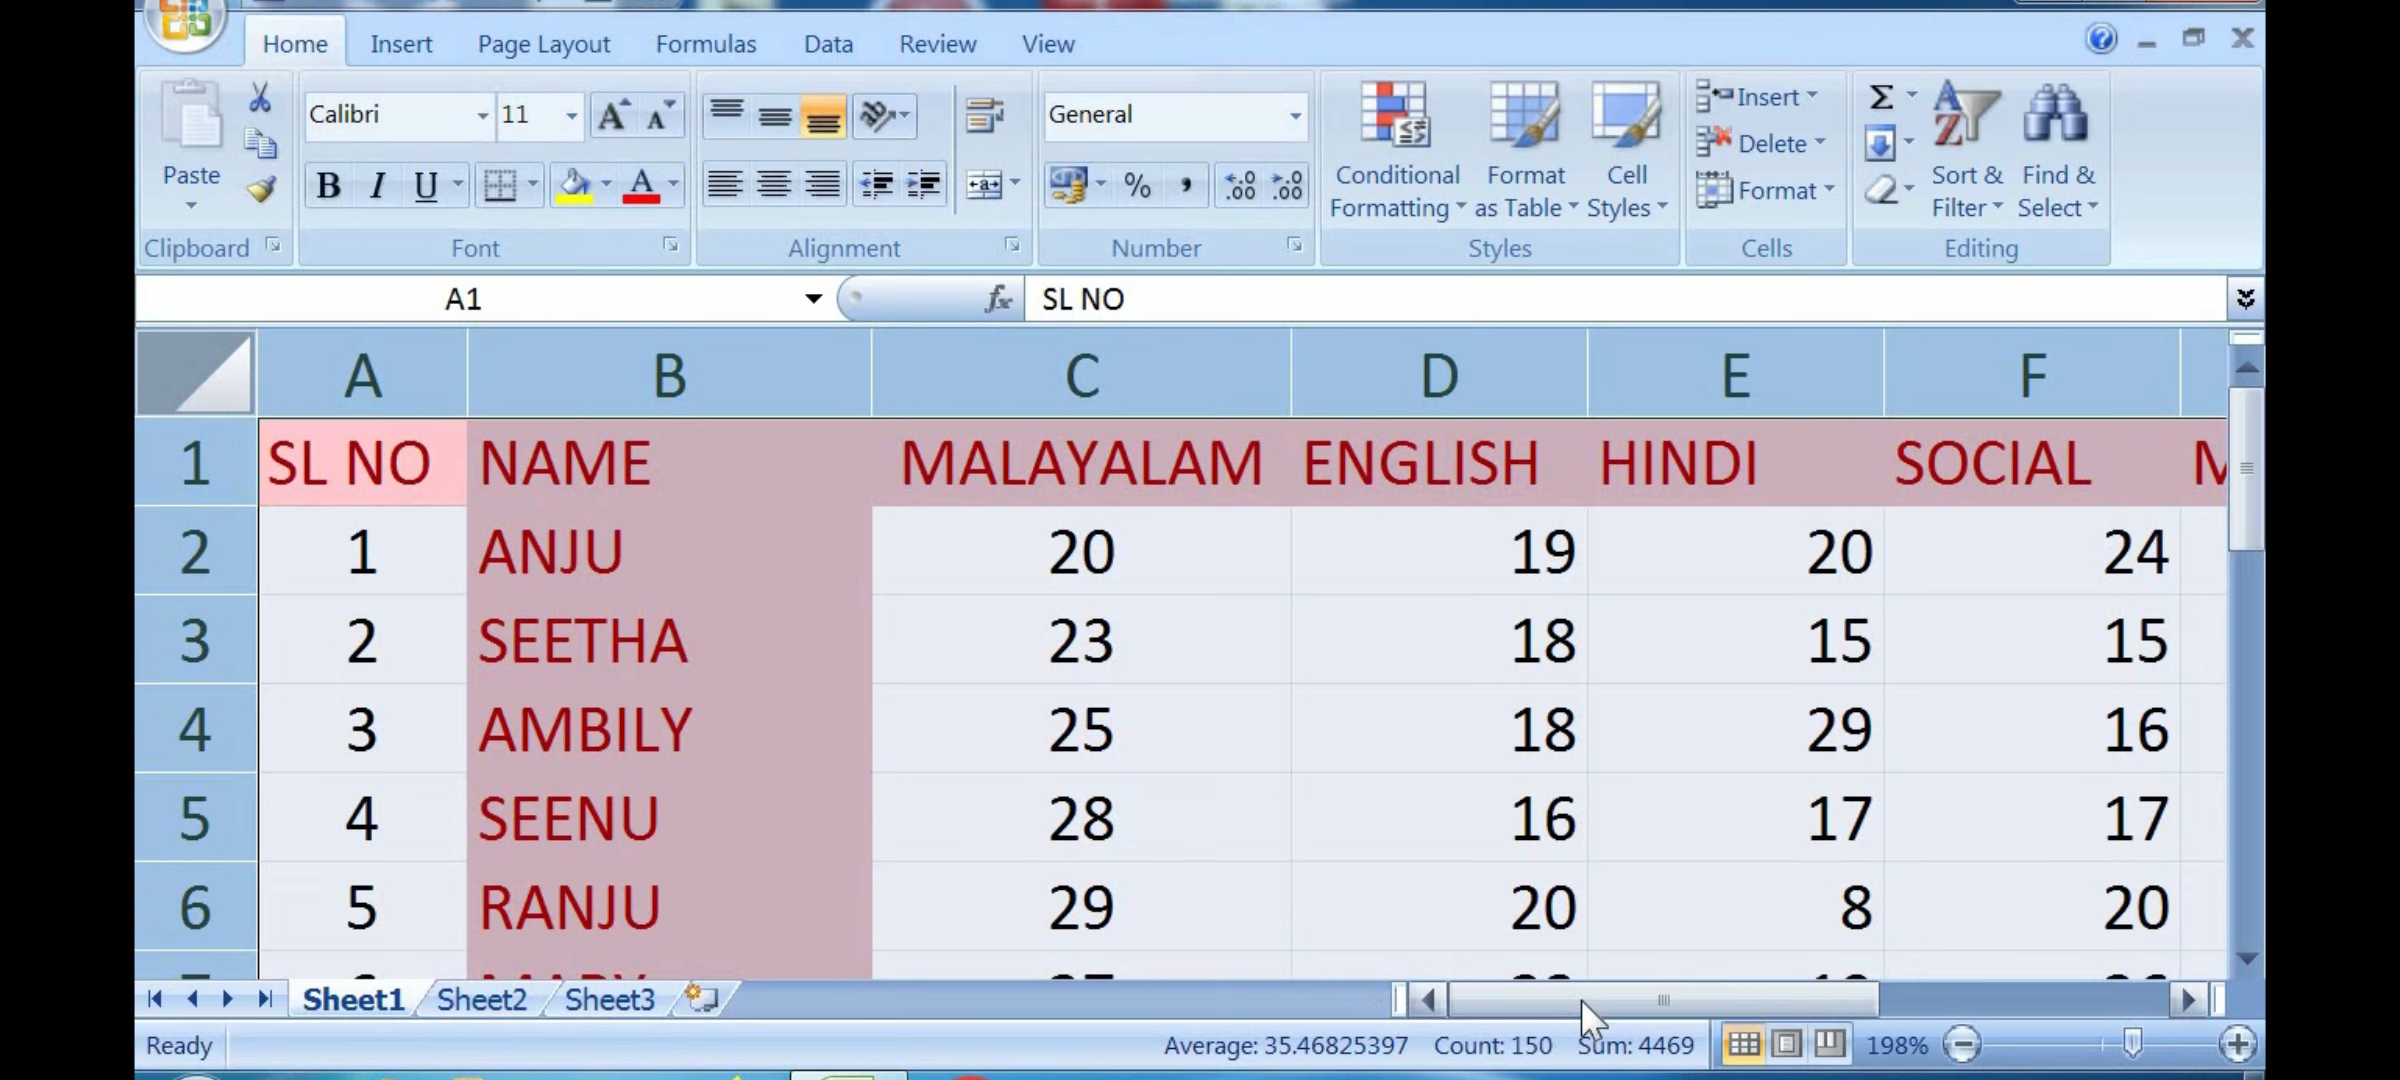 Home Insert Page Layout Formulas Data Review View
Calibri 11 A A General Insert Σ A Z
Paste B I U A % , Conditional Formatting Format as Table Cell Styles Delete Format Sort & Filter Find & Select
Clipboard Font Alignment Number Styles Cells Editing
A1 fx SL NO
A B C D E F
1 SL NO NAME MALAYALAM ENGLISH HINDI SOCIAL
2 1 ANJU 20 19 20 24
3 2 SEETHA 23 18 15 15
4 3 AMBILY 25 18 29 16
5 4 SEENU 28 16 17 17
6 5 RANJU 29 20 8 20
Sheet1 Sheet2 Sheet3
Ready Average: 35.46825397 Count: 150 Sum: 4469 198%